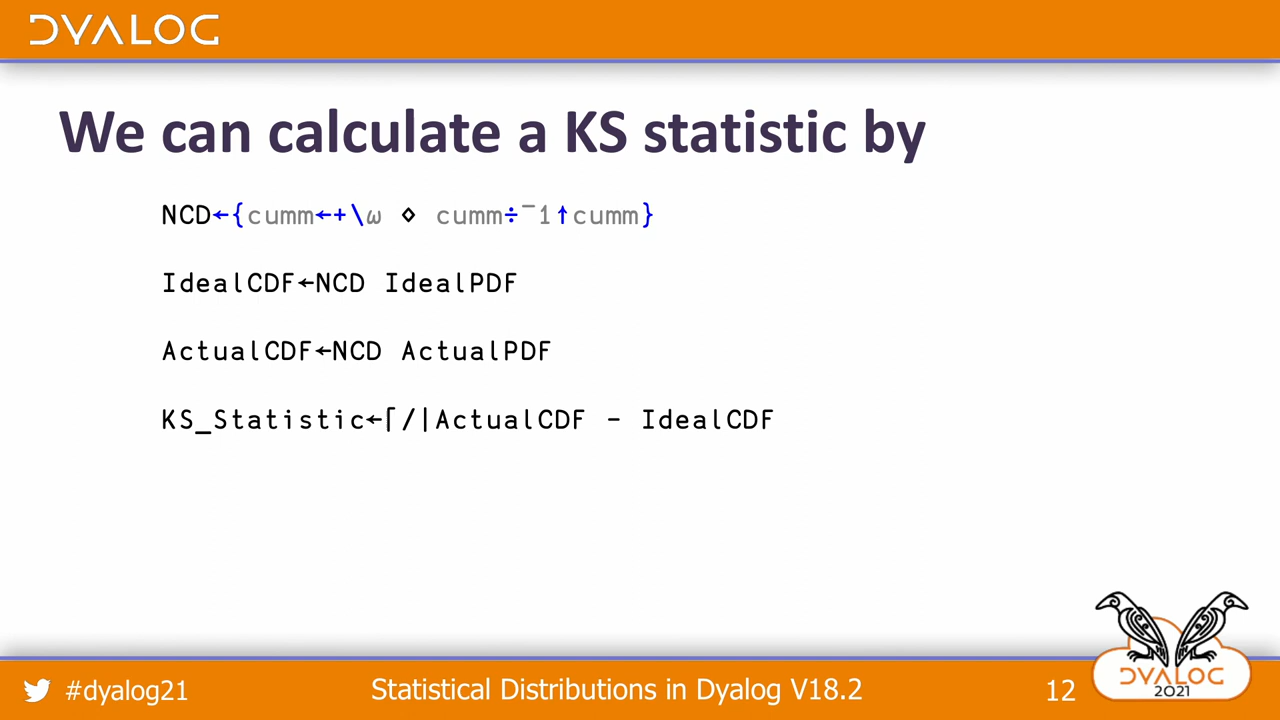 DYALOG
We can calculate a KS statistic by
NCD←{cumm←+\⍵ ⋄ cumm÷¯1↑cumm}
IdealCDF←NCD IdealPDF
ActualCDF←NCD ActualPDF
KS_Statistic←⌈/|ActualCDF - IdealCDF
#dyalog21
Statistical Distributions in Dyalog V18.2
12
DYALOG
2021